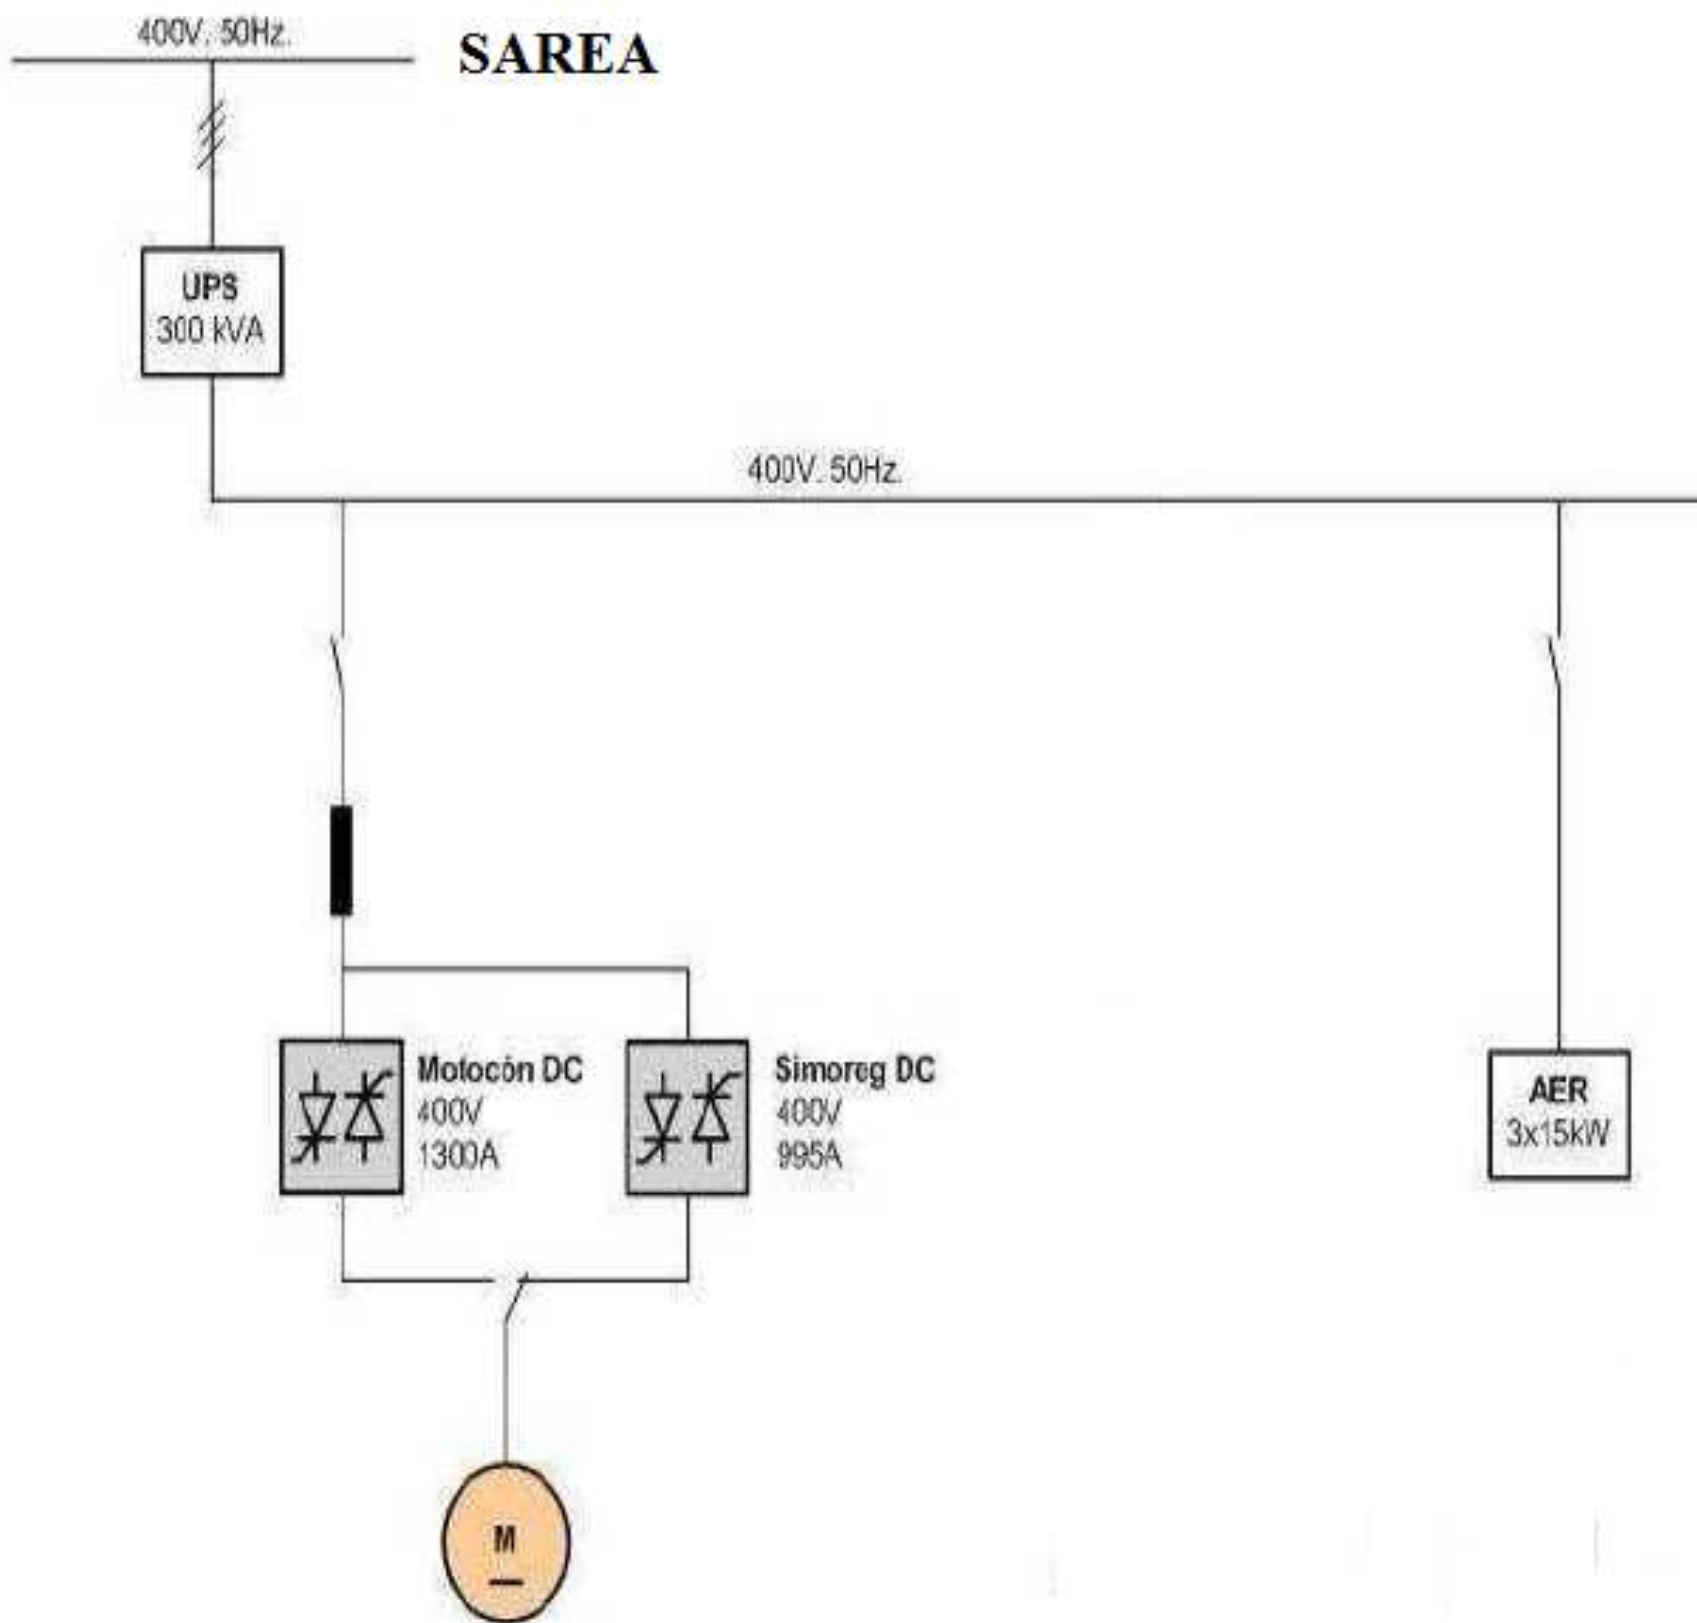 400V. 50Hz.
SAREA
UPS
300 kVA
400V. 50Hz.
Motocón DC
400V
1300A
Simoreg DC
400V
995A
AER
3x15kW
M